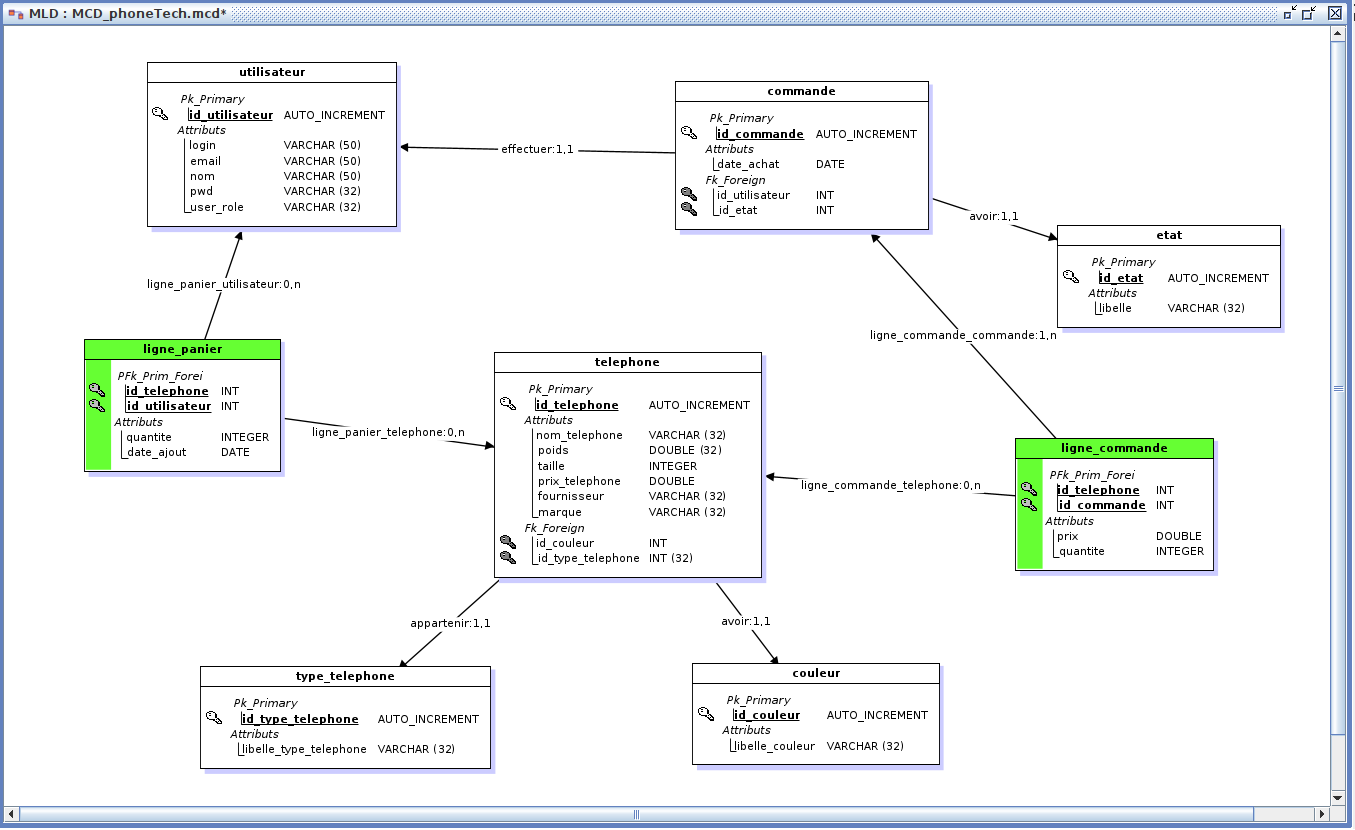 MLD : MCD_phoneTech.mcd*
utilisateur
Pk_Primary
id_utilisateur AUTO_INCREMENT
Attributs
login VARCHAR (50)
email VARCHAR (50)
nom VARCHAR (50)
pwd VARCHAR (32)
user_role VARCHAR (32)
effectuer:1,1
commande
Pk_Primary
id_commande AUTO_INCREMENT
Attributs
date_achat DATE
Fk_Foreign
id_utilisateur INT
id_etat INT
avoir:1,1
etat
Pk_Primary
id_etat AUTO_INCREMENT
Attributs
libelle VARCHAR (32)
ligne_panier_utilisateur:0,n
ligne_commande_commande:1,n
ligne_panier
PFk_Prim_Forei
id_telephone INT
id_utilisateur INT
Attributs
quantite INTEGER
date_ajout DATE
ligne_panier_telephone:0,n
telephone
Pk_Primary
id_telephone AUTO_INCREMENT
Attributs
nom_telephone VARCHAR (32)
poids DOUBLE (32)
taille INTEGER
prix_telephone DOUBLE
fournisseur VARCHAR (32)
marque VARCHAR (32)
Fk_Foreign
id_couleur INT
id_type_telephone INT (32)
ligne_commande_telephone:0,n
ligne_commande
PFk_Prim_Forei
id_telephone INT
id_commande INT
Attributs
prix DOUBLE
quantite INTEGER
appartenir:1,1
avoir:1,1
type_telephone
Pk_Primary
id_type_telephone AUTO_INCREMENT
Attributs
libelle_type_telephone VARCHAR (32)
couleur
Pk_Primary
id_couleur AUTO_INCREMENT
Attributs
libelle_couleur VARCHAR (32)